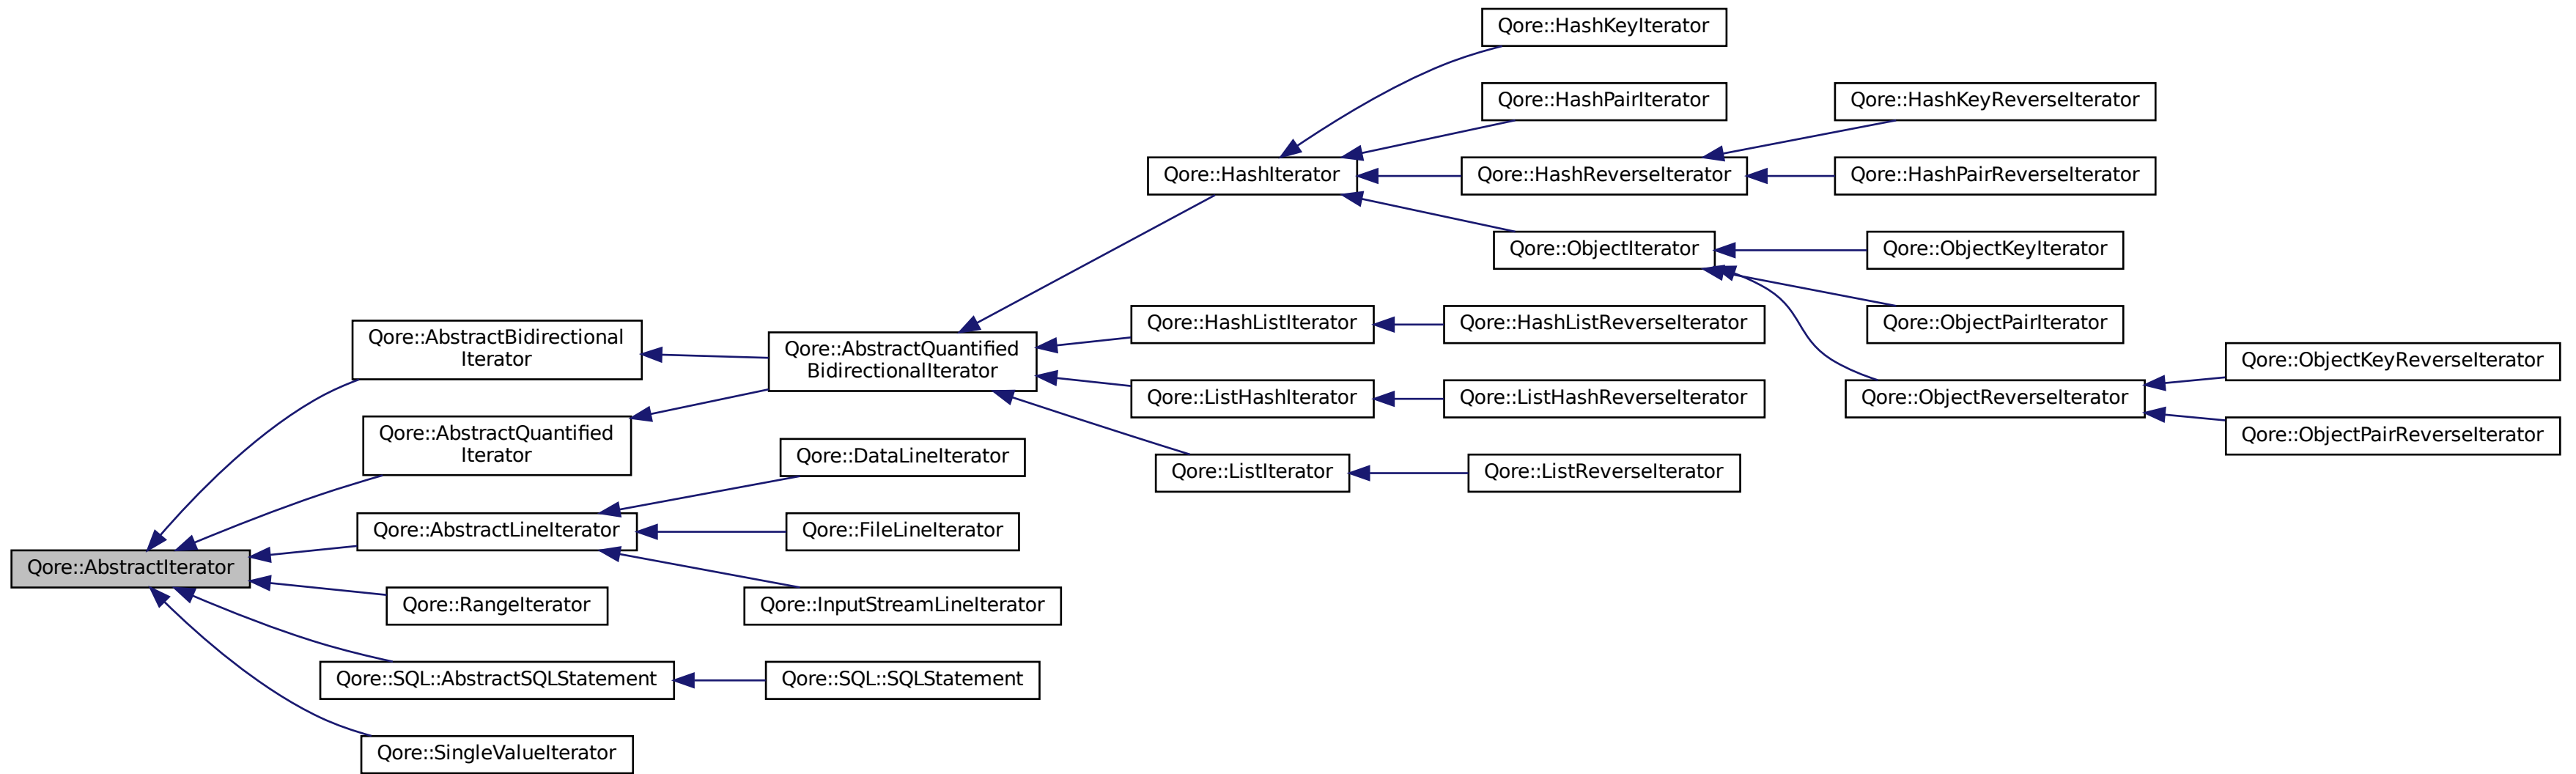 Qore::HashKeyIterator
Qore::HashPairIterator
Qore::HashKeyReverseIterator
Qore::HashIterator
Qore::HashReverseIterator
Qore::HashPairReverseIterator
Qore::ObjectIterator
Qore::ObjectKeyIterator
Qore::AbstractBidirectional
Iterator
Qore::AbstractQuantified
BidirectionalIterator
Qore::HashListIterator
Qore::HashListReverseIterator
Qore::ObjectPairIterator
Qore::ObjectKeyReverseIterator
Qore::ListHashIterator
Qore::ListHashReverseIterator
Qore::ObjectReverseIterator
Qore::ObjectPairReverseIterator
Qore::AbstractQuantified
Iterator
Qore::DataLineIterator
Qore::ListIterator
Qore::ListReverseIterator
Qore::AbstractLineIterator
Qore::FileLineIterator
Qore::AbstractIterator
Qore::RangeIterator
Qore::InputStreamLineIterator
Qore::SQL::AbstractSQLStatement
Qore::SQL::SQLStatement
Qore::SingleValueIterator